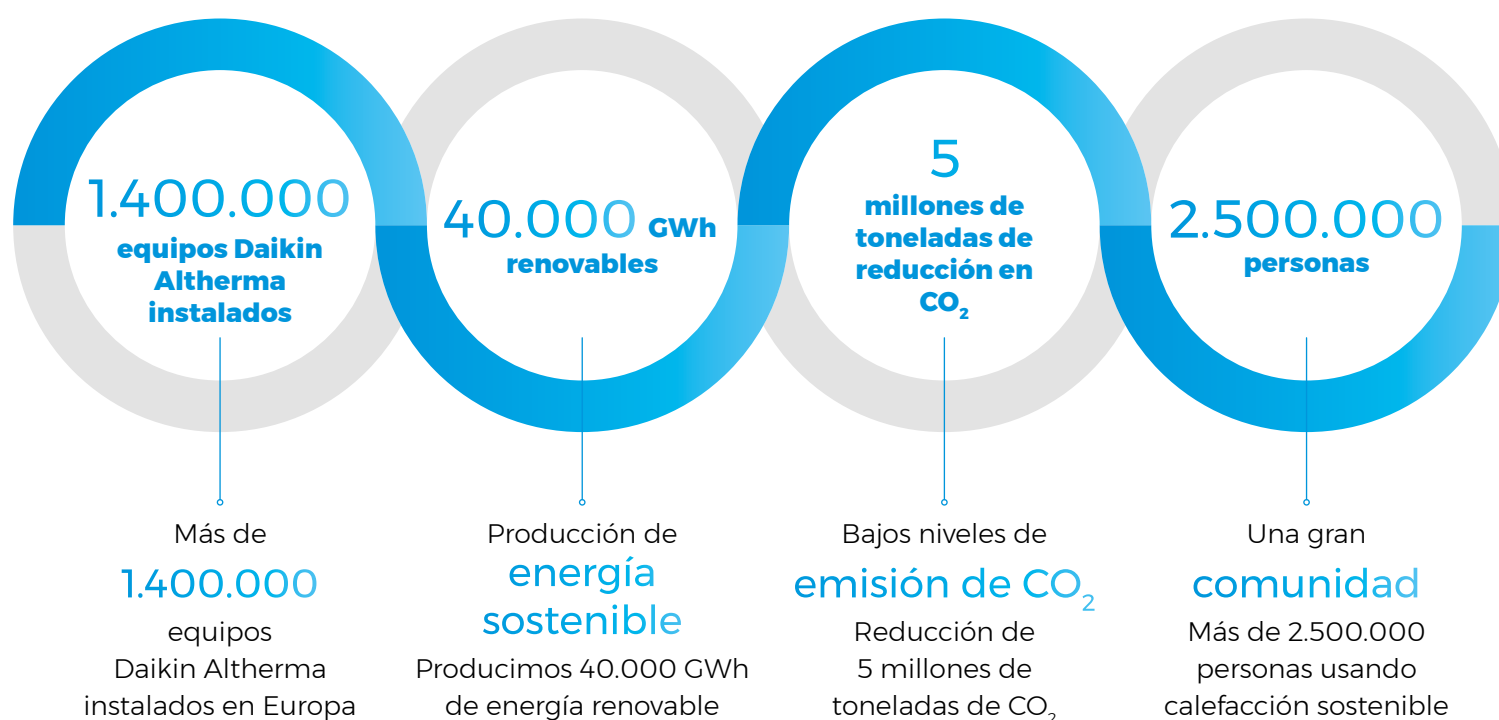 1.400.000
equipos Daikin
Altherma
instalados
40.000 GWh
renovables
5
millones de
toneladas de
reducción en
CO₂
2.500.000
personas
Más de
1.400.000
equipos
Daikin Altherma
instalados en Europa
Producción de
energía
sostenible
Producimos 40.000 GWh
de energía renovable
Bajos niveles de
emisión de CO₂
Reducción de
5 millones de
toneladas de CO₂
Una gran
comunidad
Más de 2.500.000
personas usando
calefacción sostenible